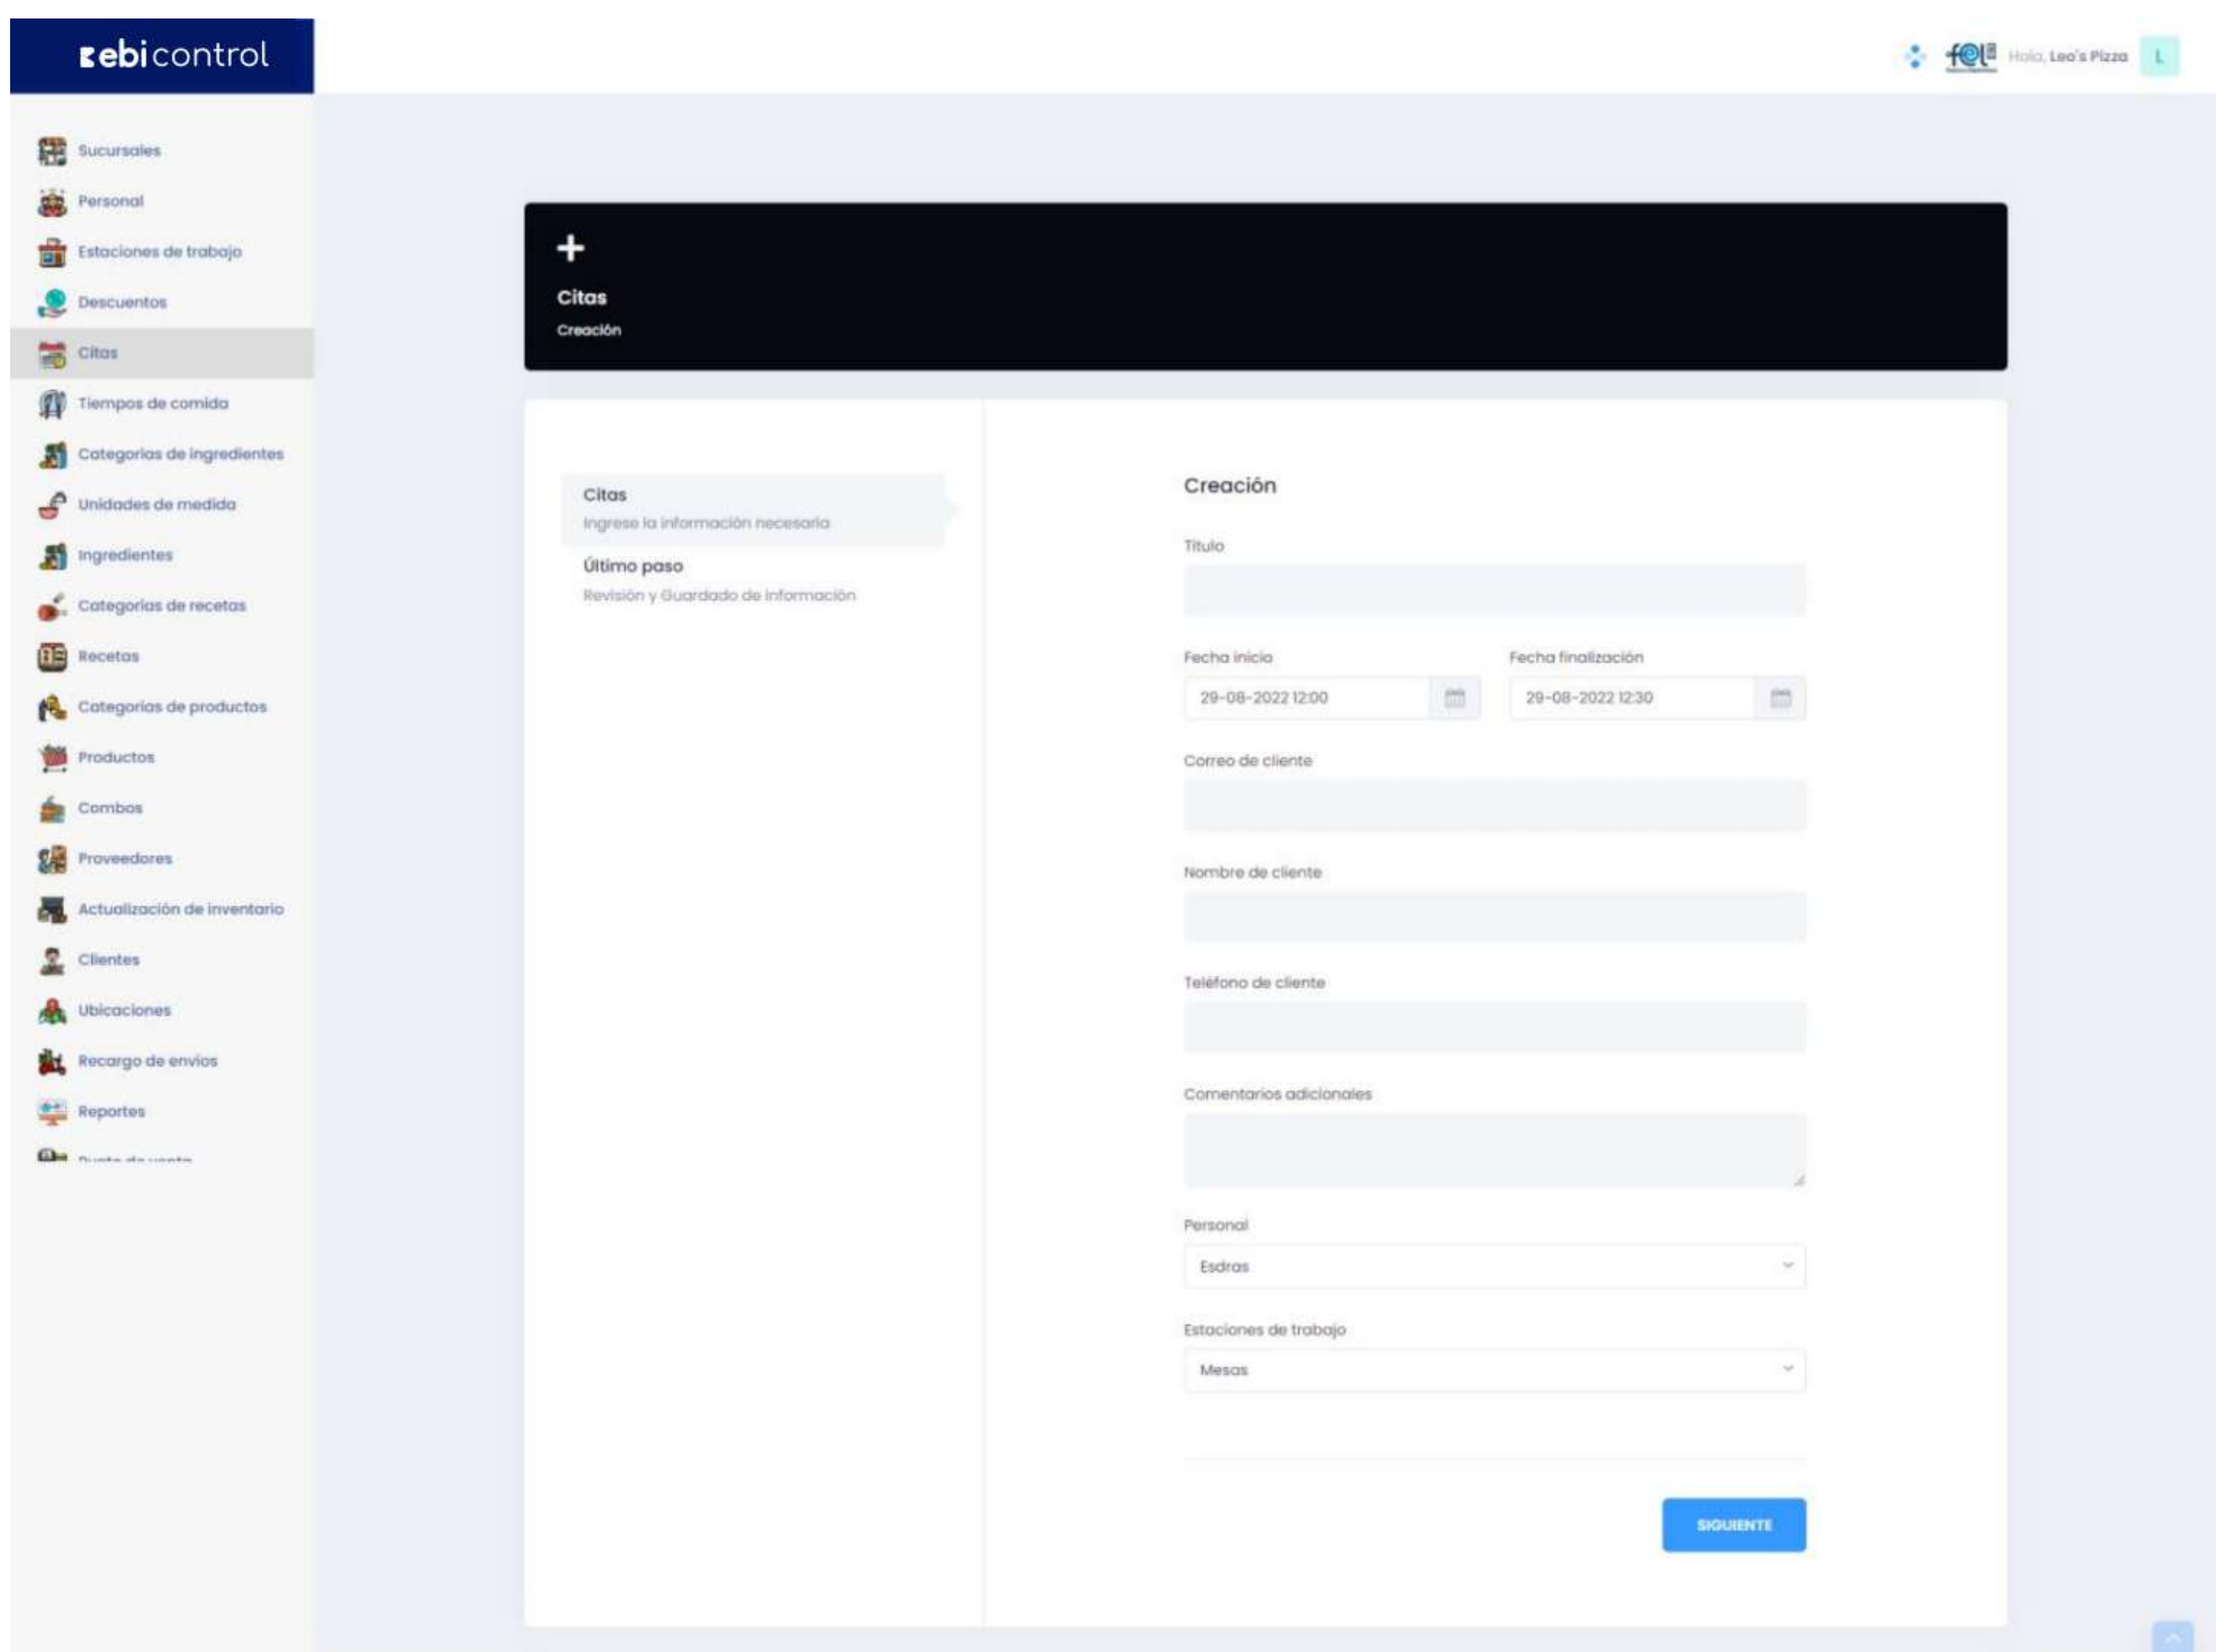 ebicontrol
fel
Hola, Leo's Pizza
L
Sucursales
Personal
Estaciones de trabajo
Descuentos
Citas
Tiempos de comida
Categorías de ingredientes
Unidades de medida
Ingredientes
Categorías de recetas
Recetas
Categorías de productos
Productos
Combos
Proveedores
Actualización de inventario
Clientes
Ubicaciones
Recargo de envíos
Reportes
Punto de venta
Citas
Creación
Citas
Ingrese la información necesaria
Último paso
Revisión y Guardado de información
Creación
Título
Fecha inicio
Fecha finalización
29-08-2022 12:00
29-08-2022 12:30
Correo de cliente
Nombre de cliente
Teléfono de cliente
Comentarios adicionales
Personal
Esdras
Estaciones de trabajo
Mesas
SIGUIENTE